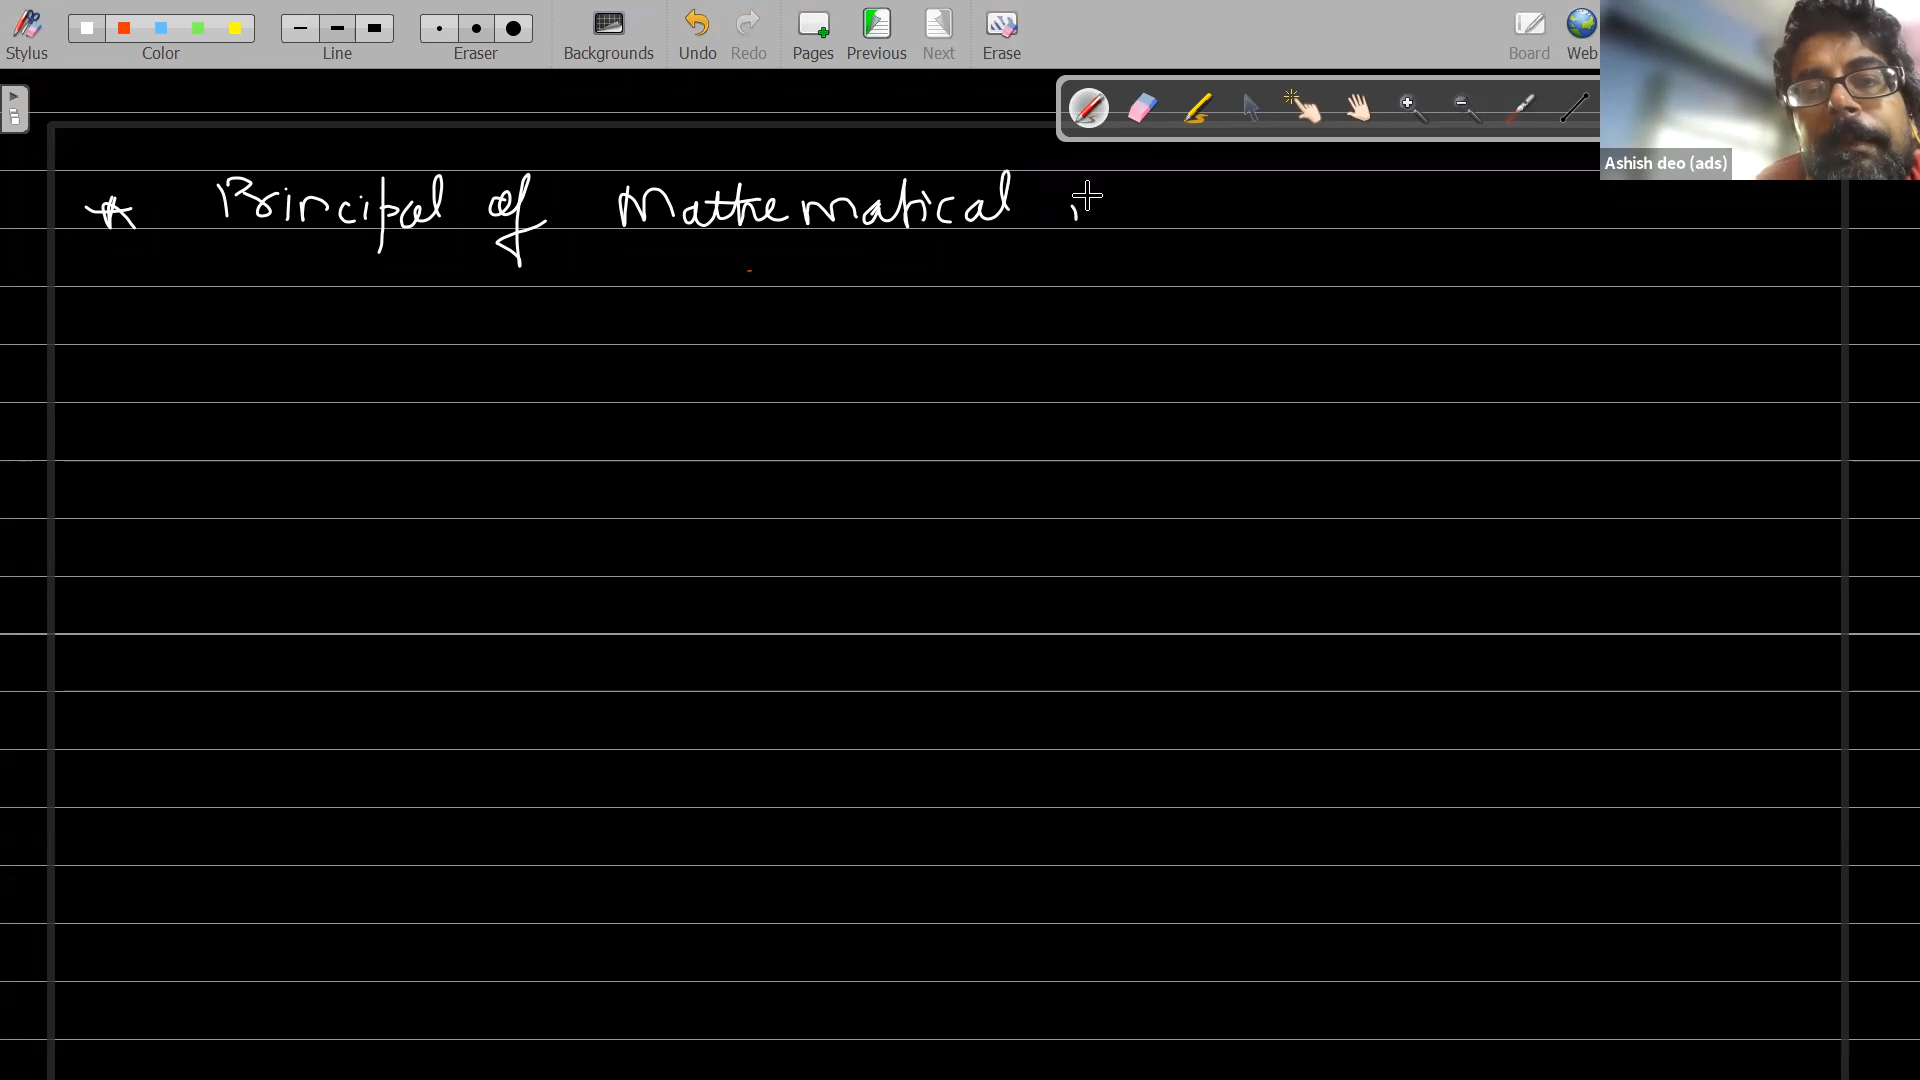 Stylus Color Line Eraser Backgrounds Undo Redo Pages Previous Next Erase Board Web
Ashish deo (ads)
* Principal of Mathematical i